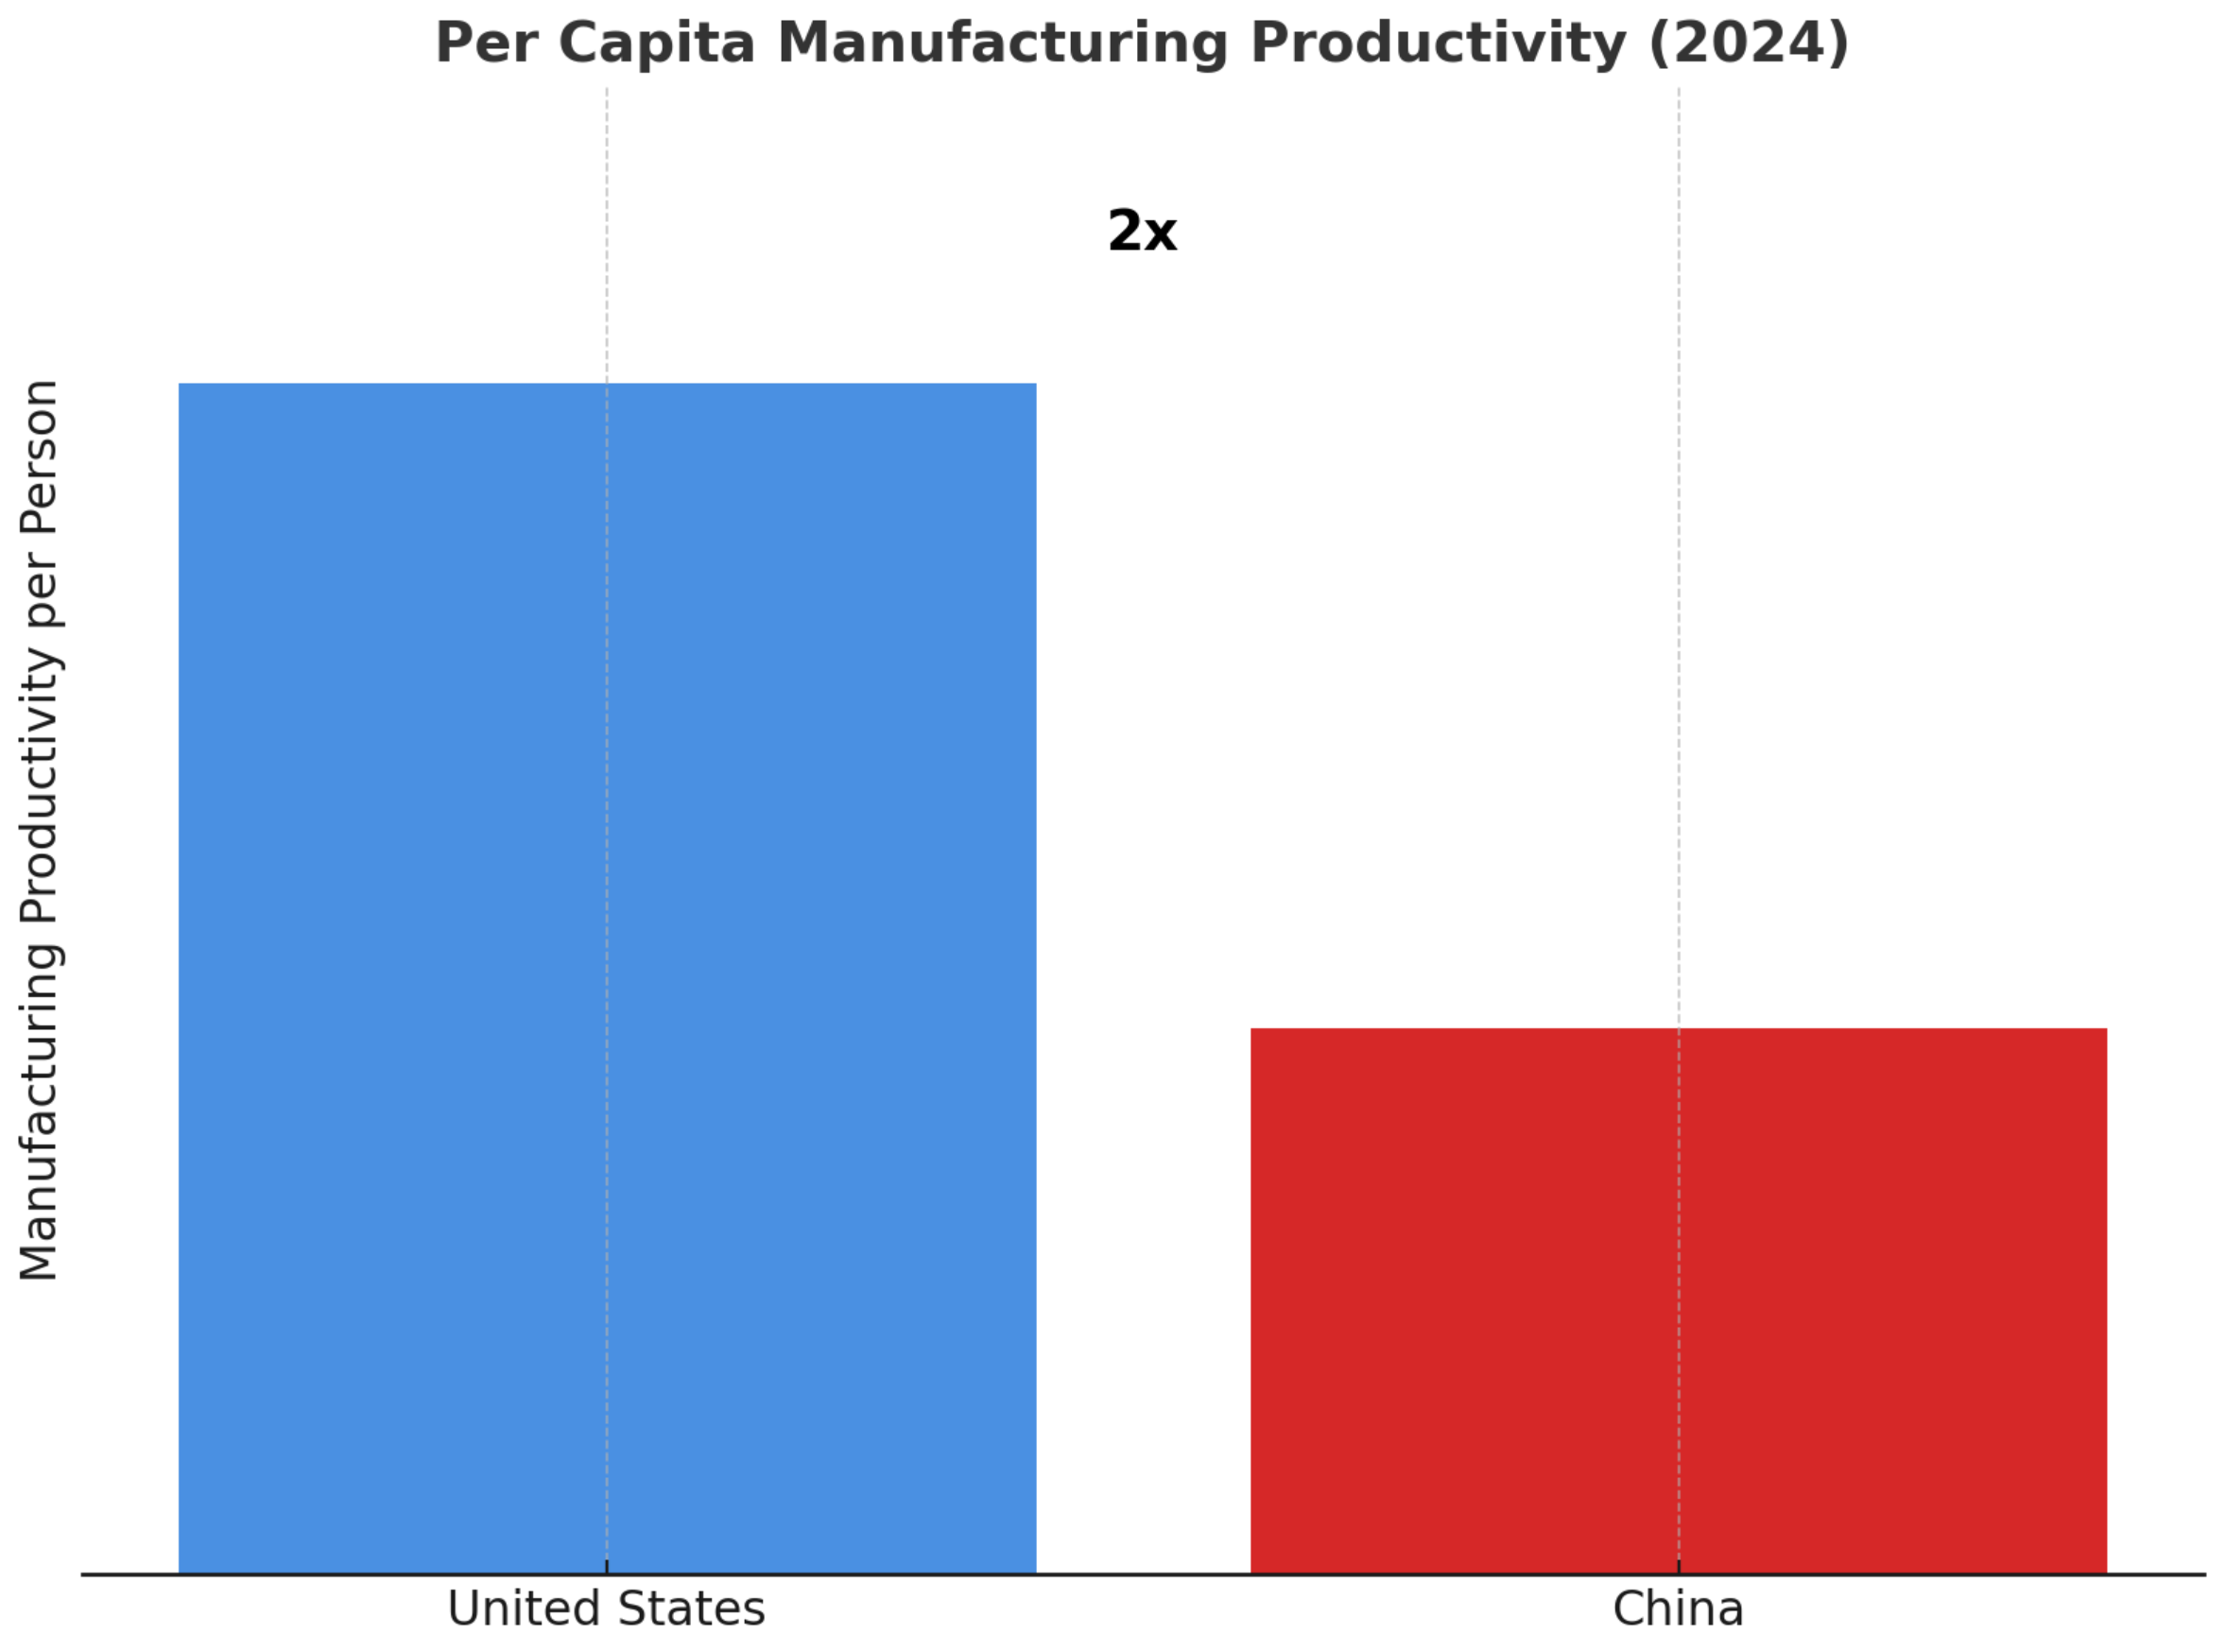 Per Capita Manufacturing Productivity (2024)
2x
Manufacturing Productivity per Person
United States
China